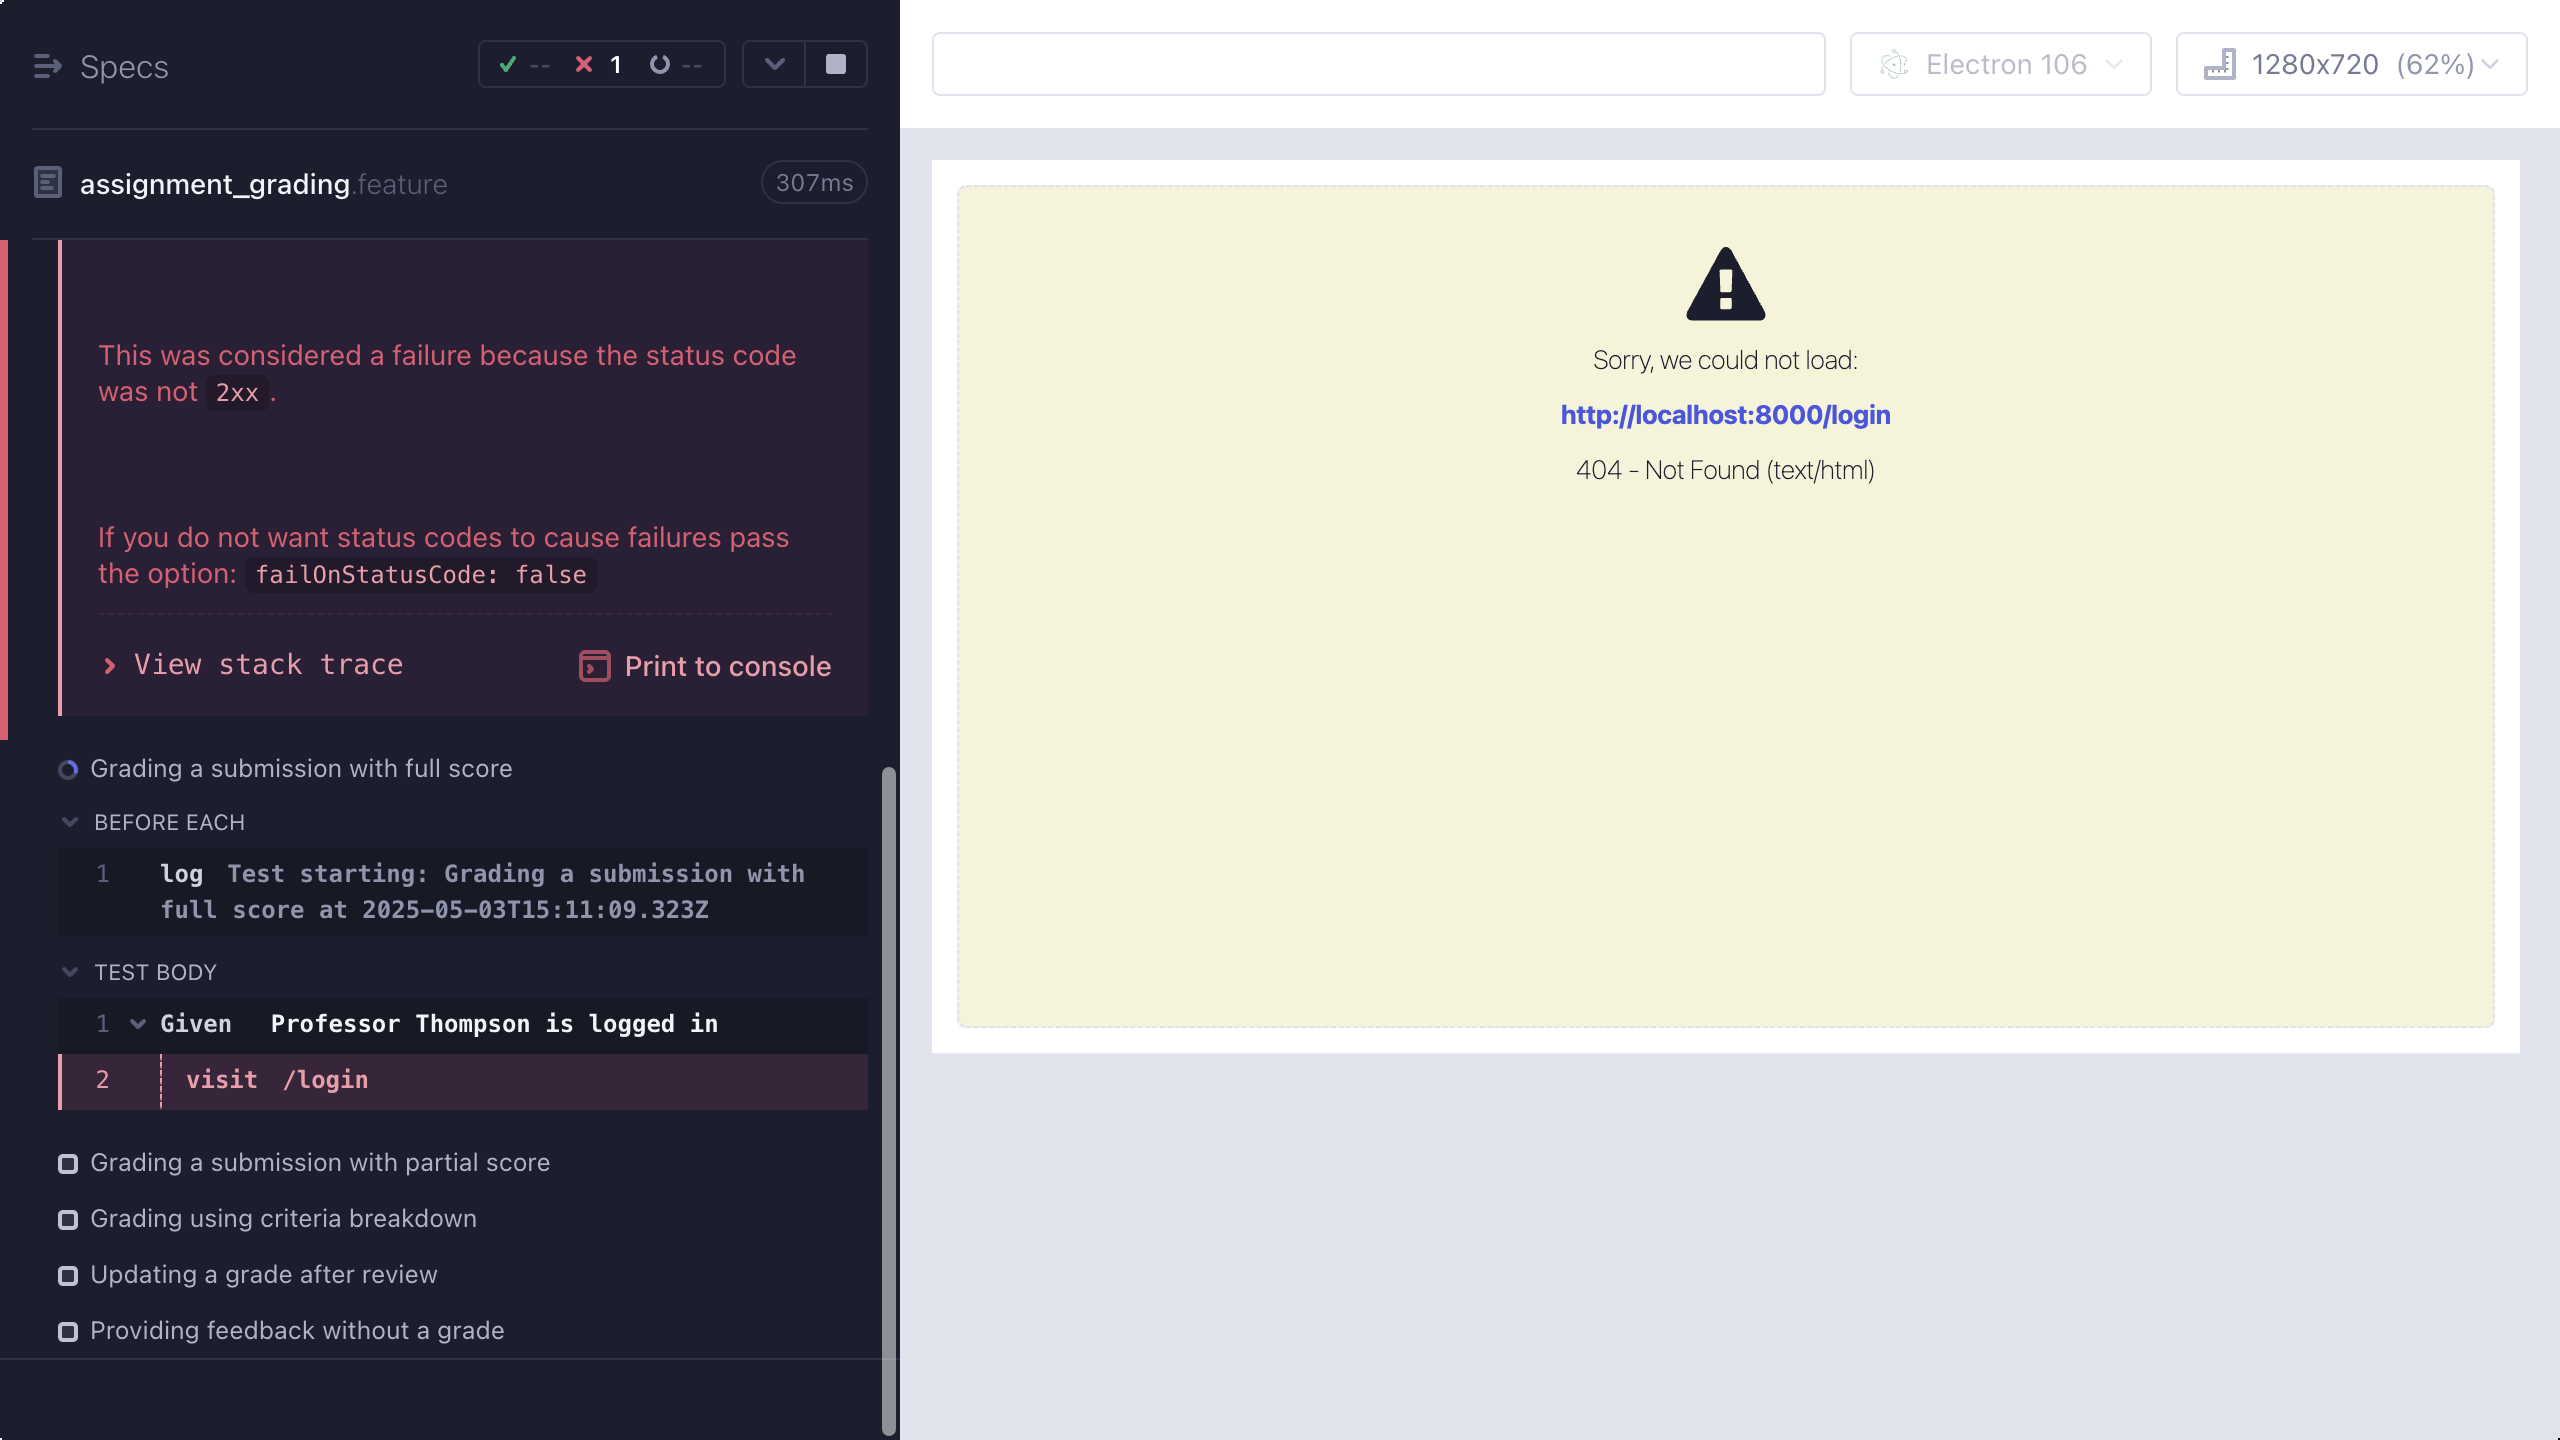 Specs
-- 1 --
assignment_grading.feature
307ms
This was considered a failure because the status code
was not 2xx.
If you do not want status codes to cause failures pass
the option: failOnStatusCode: false
View stack trace
Print to console
Grading a submission with full score
BEFORE EACH
1 log Test starting: Grading a submission with
full score at 2025-05-03T15:11:09.323Z
TEST BODY
1 Given Professor Thompson is logged in
2 visit /login
Grading a submission with partial score
Grading using criteria breakdown
Updating a grade after review
Providing feedback without a grade
Electron 106
1280x720 (62%)
Sorry, we could not load:
http://localhost:8000/login
404 - Not Found (text/html)